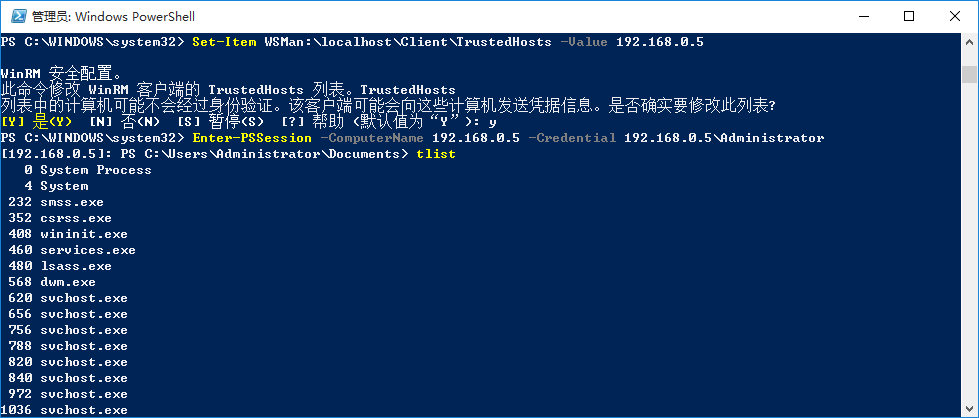 管理员: Windows PowerShell
PS C:\WINDOWS\system32> Set-Item WSMan:\localhost\Client\TrustedHosts -Value 192.168.0.5
WinRM 安全配置。
此命令修改 WinRM 客户端的 TrustedHosts 列表。TrustedHosts
列表中的计算机可能不会经过身份验证。该客户端可能会向这些计算机发送凭据信息。是否确实要修改此列表?
[Y] 是(Y)  [N] 否(N)  [S] 暂停(S)  [?] 帮助 (默认值为“Y”): y
PS C:\WINDOWS\system32> Enter-PSSession -ComputerName 192.168.0.5 -Credential 192.168.0.5\Administrator
[192.168.0.5]: PS C:\Users\Administrator\Documents> tlist
0 System Process
4 System
232 smss.exe
352 csrss.exe
408 wininit.exe
460 services.exe
480 lsass.exe
568 dwm.exe
620 svchost.exe
656 svchost.exe
756 svchost.exe
788 svchost.exe
820 svchost.exe
840 svchost.exe
972 svchost.exe
1036 svchost.exe